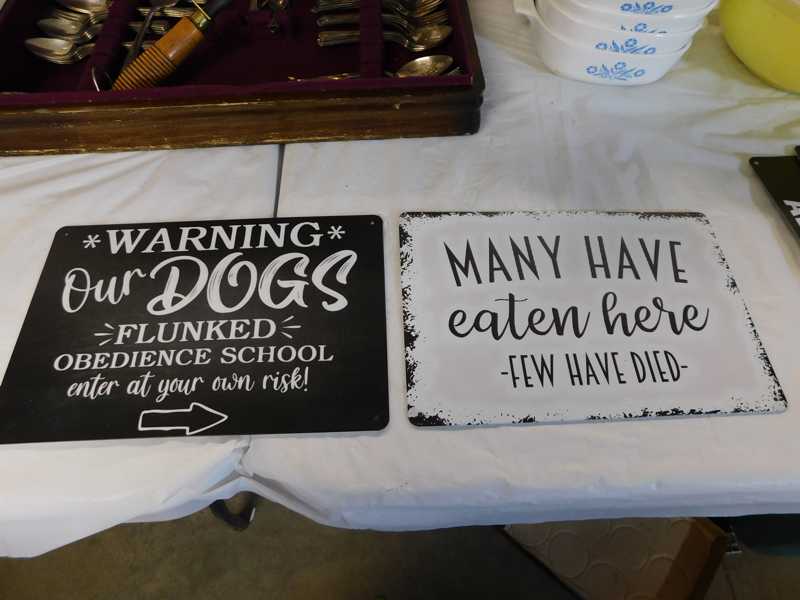 *WARNING*
Our DOGS
FLUNKED
OBEDIENCE SCHOOL
enter at your own risk!
MANY HAVE
eaten here
-FEW HAVE DIED-